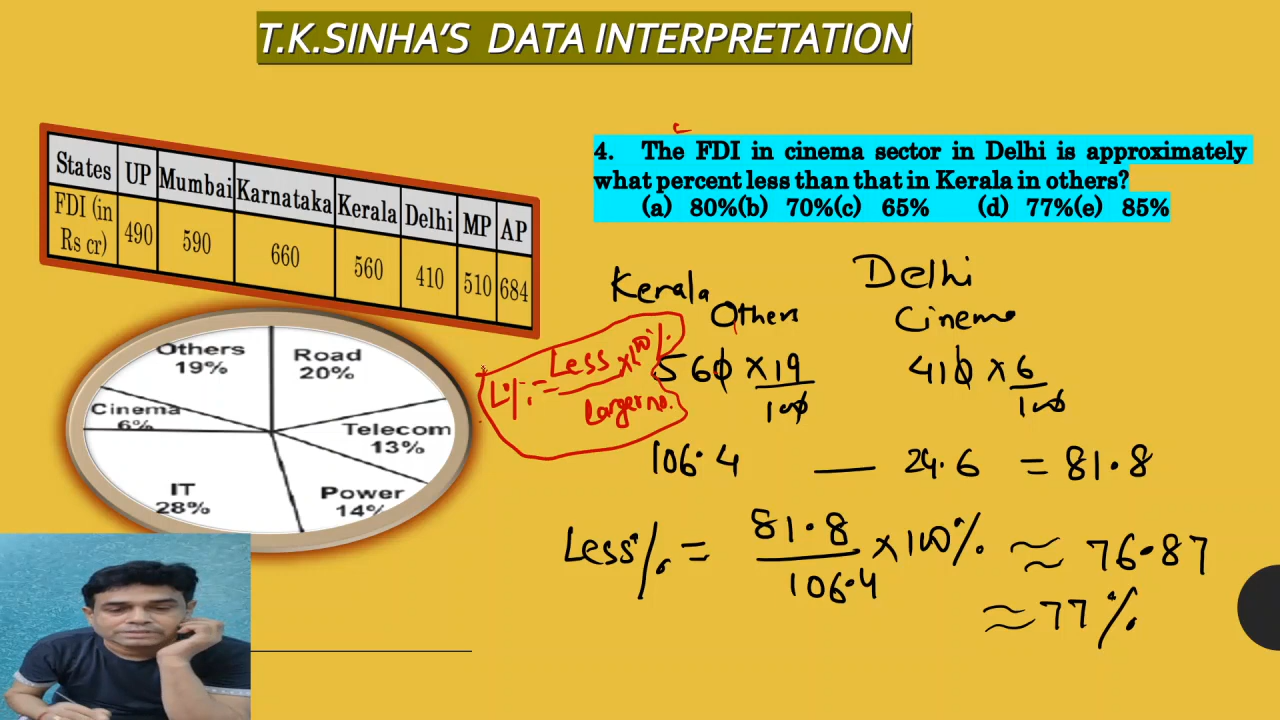 T.K.SINHA'S DATA INTERPRETATION
States UP Mumbai Karnataka Kerala Delhi MP AP
FDI (in Rs cr) 490 590 660 560 410 510 684
Others 19%
Road 20%
Cinema 6%
Telecom 13%
IT 28%
Power 14%
4. The FDI in cinema sector in Delhi is approximately
what percent less than that in Kerala in others?
(a) 80%(b) 70%(c) 65% (d) 77%(e) 85%
Kerala Delhi
Others Cinema
L% = Less/Larger no. × 100%
560 × 19/100 410 × 6/100
106.4 — 24.6 = 81.8
Less% = 81.8/106.4 × 100% ≈ 76.87
≈ 77%